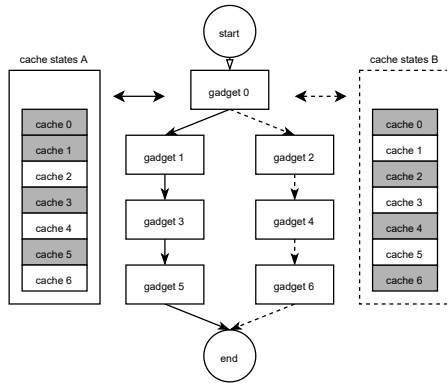 start
cache states A
cache states B
gadget 0
cache 0
cache 1
cache 2
cache 3
cache 4
cache 5
cache 6
gadget 1
gadget 2
gadget 3
gadget 4
gadget 5
gadget 6
cache 0
cache 1
cache 2
cache 3
cache 4
cache 5
cache 6
end